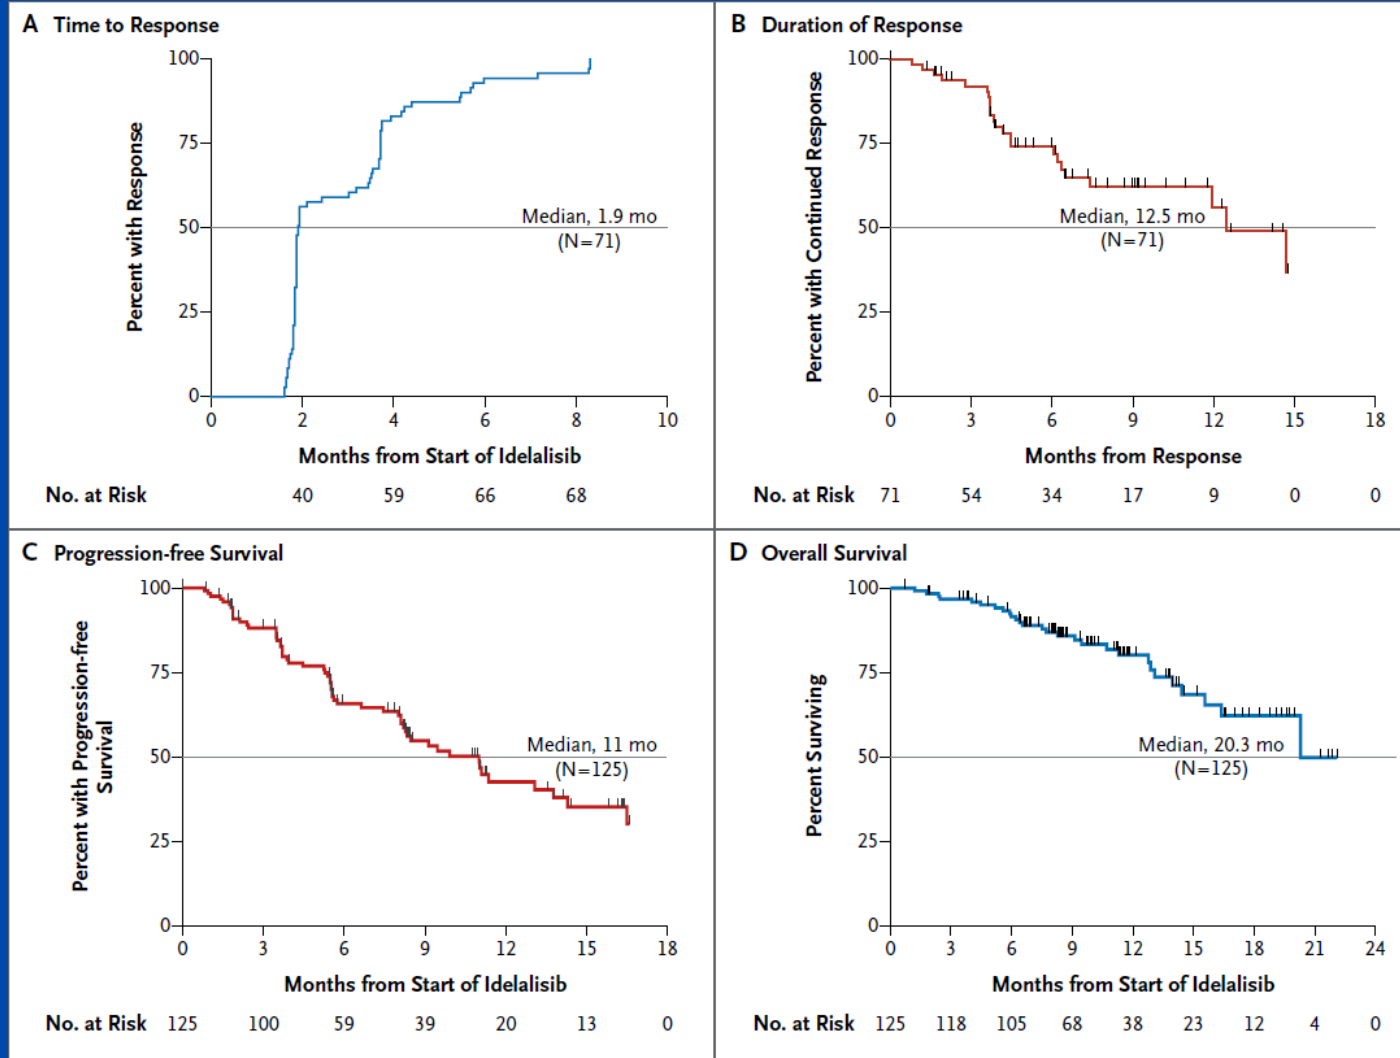 A Time to Response
100
75
50
25
0
Percent with Response
Median, 1.9 mo
(N=71)
0 2 4 6 8 10
Months from Start of Idelalisib
No. at Risk 40 59 66 68
B Duration of Response
100
75
50
25
0
Percent with Continued Response
Median, 12.5 mo
(N=71)
0 3 6 9 12 15 18
Months from Response
No. at Risk 71 54 34 17 9 0 0
C Progression-free Survival
100
75
50
25
0
Percent with Progression-free
Survival
Median, 11 mo
(N=125)
0 3 6 9 12 15 18
Months from Start of Idelalisib
No. at Risk 125 100 59 39 20 13 0
D Overall Survival
100
75
50
25
0
Percent Surviving
Median, 20.3 mo
(N=125)
0 3 6 9 12 15 18 21 24
Months from Start of Idelalisib
No. at Risk 125 118 105 68 38 23 12 4 0